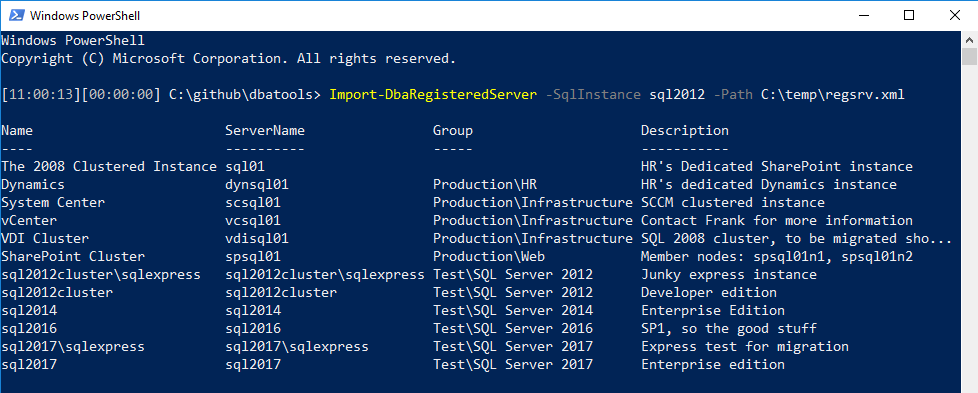 Windows PowerShell
Windows PowerShell
Copyright (C) Microsoft Corporation. All rights reserved.
[11:00:13][00:00:00] C:\github\dbatools> Import-DbaRegisteredServer -SqlInstance sql2012 -Path C:\temp\regsrv.xml
Name ServerName Group Description
---- ---------- ----- -----------
The 2008 Clustered Instance sql01 HR's Dedicated SharePoint instance
Dynamics dynsql01 Production\HR HR's dedicated Dynamics instance
System Center scsql01 Production\Infrastructure SCCM clustered instance
vCenter vcsql01 Production\Infrastructure Contact Frank for more information
VDI Cluster vdisql01 Production\Infrastructure SQL 2008 cluster, to be migrated sho...
SharePoint Cluster spsql01 Production\Web Member nodes: spsql01n1, spsql01n2
sql2012cluster\sqlexpress sql2012cluster\sqlexpress Test\SQL Server 2012 Junky express instance
sql2012cluster sql2012cluster Test\SQL Server 2012 Developer edition
sql2014 sql2014 Test\SQL Server 2014 Enterprise Edition
sql2016 sql2016 Test\SQL Server 2016 SP1, so the good stuff
sql2017\sqlexpress sql2017\sqlexpress Test\SQL Server 2017 Express test for migration
sql2017 sql2017 Test\SQL Server 2017 Enterprise edition